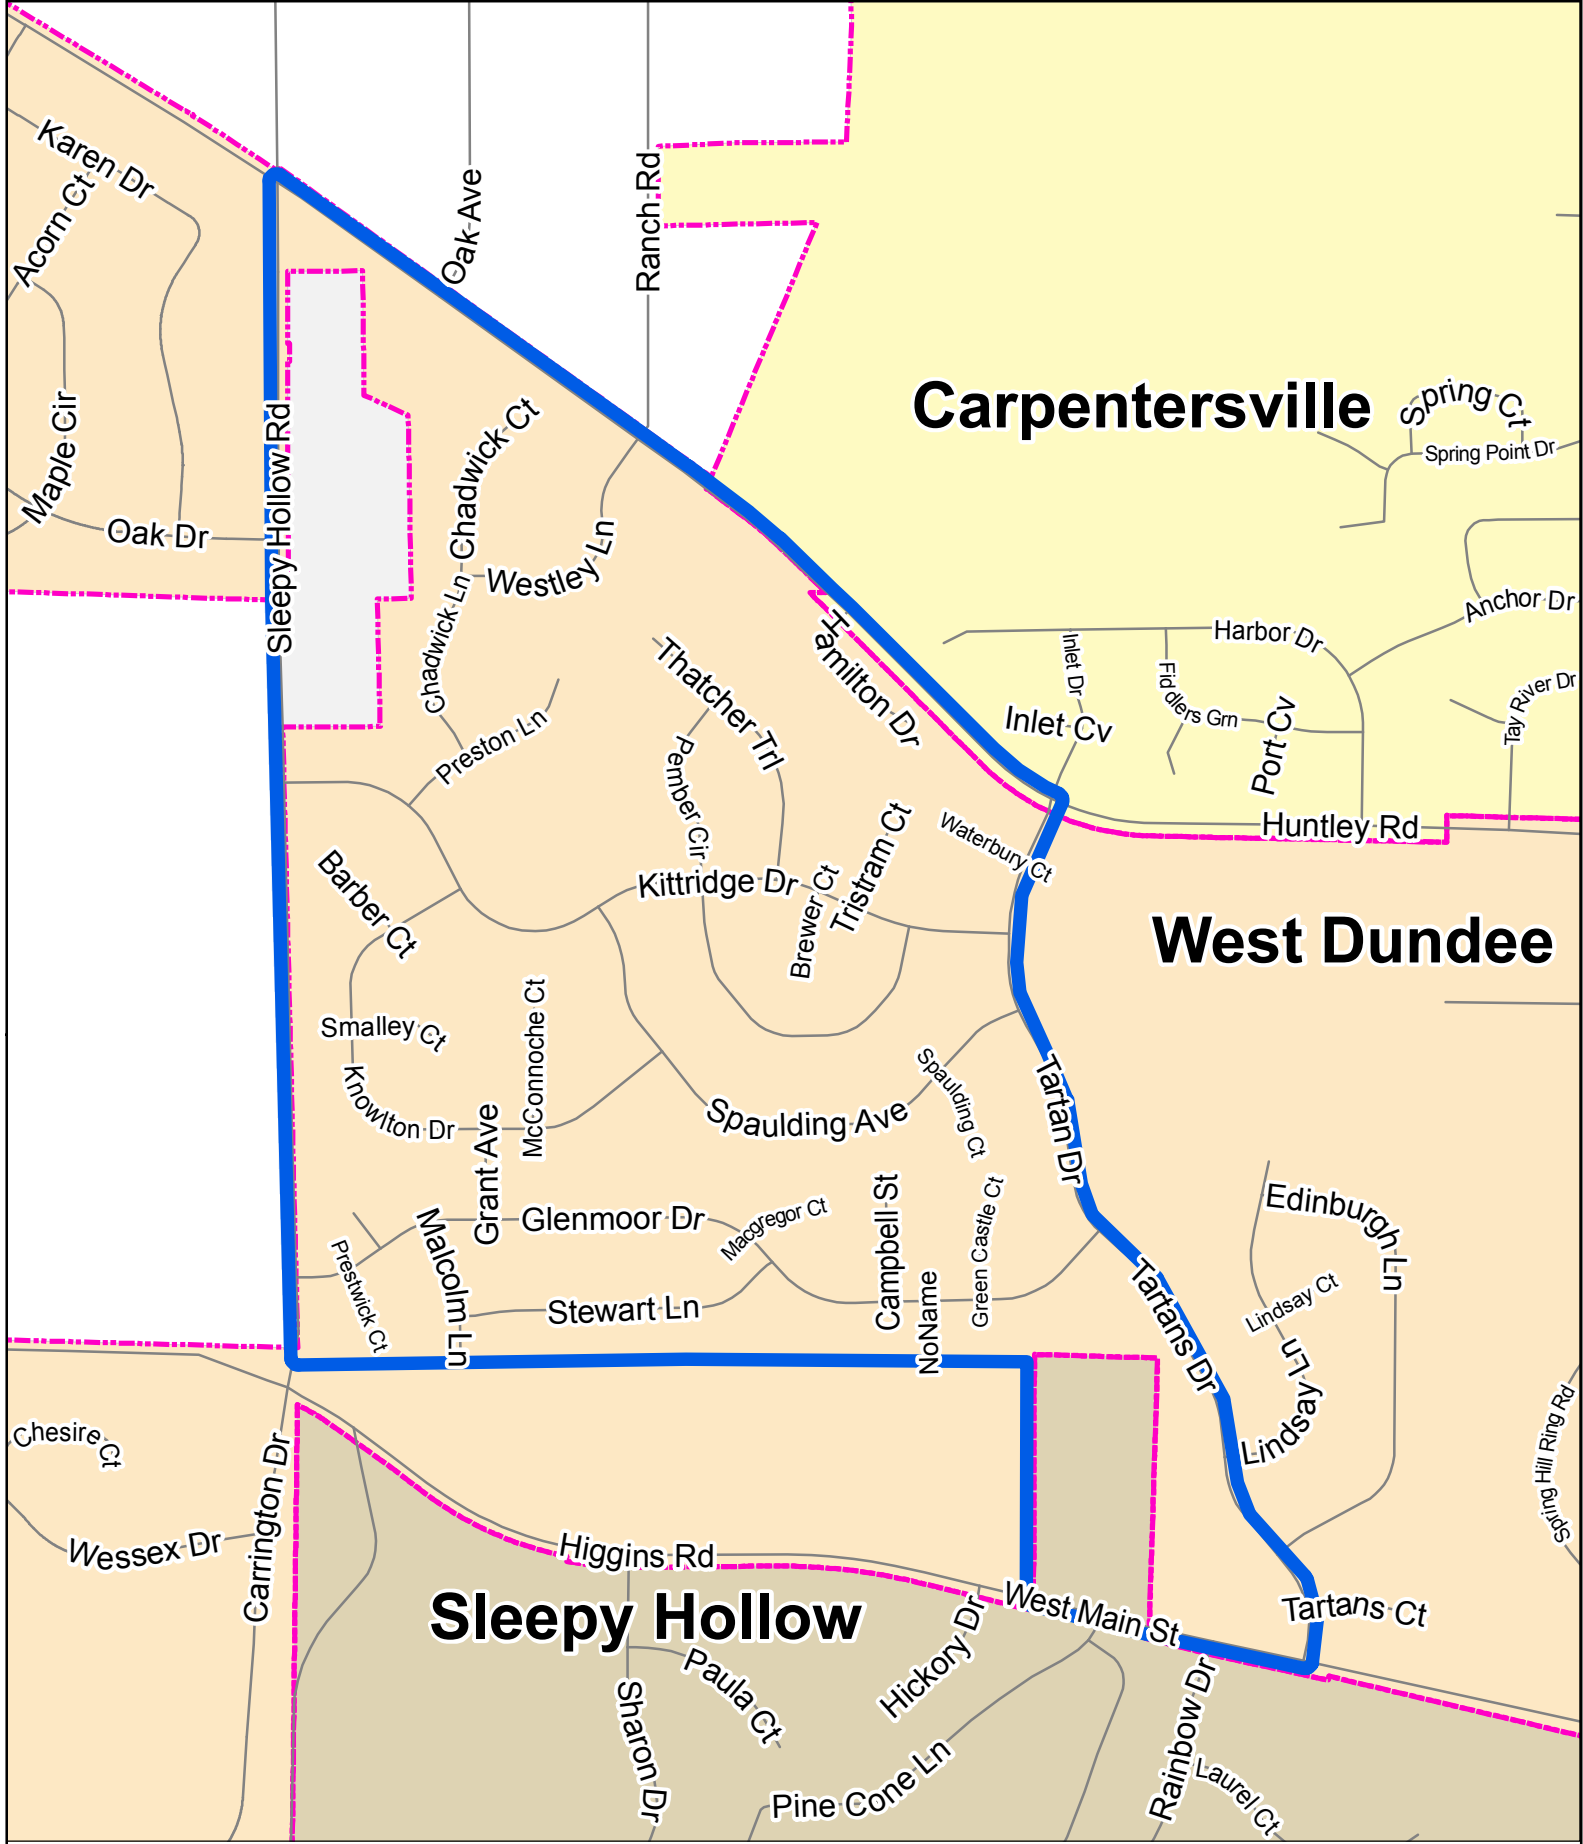 Karen Dr
Acorn Ct
Oak Ave
Ranch Rd
Maple Cir
Oak Dr
Sleepy Hollow Rd
Chadwick Ct
Westley Ln
Chadwick Ln
Carpentersville
Spring Ct
Spring Point Dr
Anchor Dr
Harbor Dr
Inlet Dr
Fiddlers Grn
Inlet Cv
Port Cv
Tay River Dr
Hamilton Dr
Thatcher Trl
Preston Ln
Pember Cir
Huntley Rd
Waterbury Ct
Tristram Ct
Brewer Ct
Kittridge Dr
Barber Ct
West Dundee
Smalley Ct
McConnoche Ct
Knowlton Dr
Spaulding Ave
Spaulding Ct
Tartan Dr
Grant Ave
Glenmoor Dr
Macgregor Ct
Campbell St
Green Castle Ct
Edinburgh Ln
Malcolm Ln
Prestwick Ct
Stewart Ln
NoName
Tartans Dr
Lindsay Ct
Lindsay Ln
Spring Hill Ring Rd
Chesire Ct
Wessex Dr
Carrington Dr
Higgins Rd
Sleepy Hollow
West Main St
Tartans Ct
Hickory Dr
Paula Ct
Sharon Dr
Rainbow Dr
Pine Cone Ln
Laurel Ct